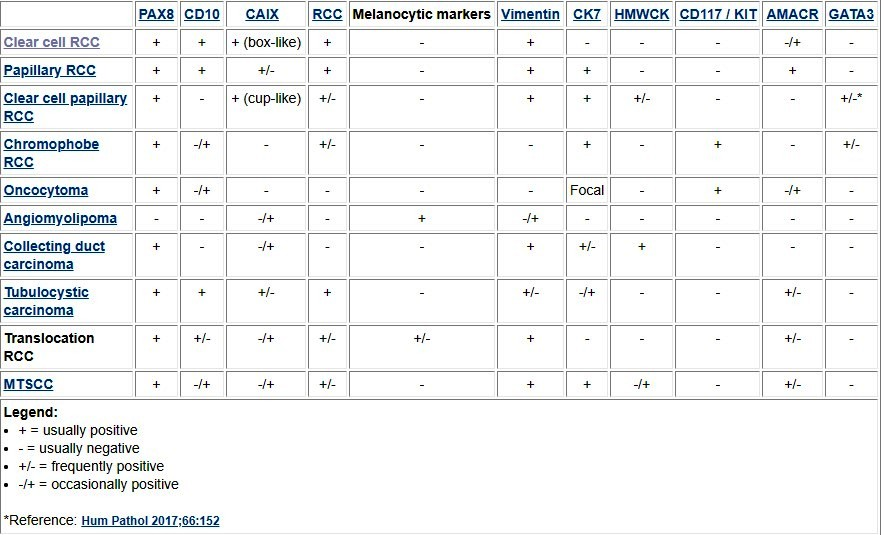 PAX8 CD10 CAIX RCC Melanocytic markers Vimentin CK7 HMWCK CD117 / KIT AMACR GATA3
Clear cell RCC + + + (box-like) + - + - - - -/+ -
Papillary RCC + + +/- + - + + - - + -
Clear cell papillary + - + (cup-like) +/- - + + +/- - - +/-*
RCC
Chromophobe + -/+ - +/- - - + - + - +/-
RCC
Oncocytoma + -/+ - - - - Focal - + -/+ -
Angiomyolipoma - - -/+ - + -/+ - - - - -
Collecting duct + - -/+ - - + +/- + - - -
carcinoma
Tubulocystic + + +/- + - +/- -/+ - - +/- -
carcinoma
Translocation + +/- -/+ +/- +/- + - - - +/- -
RCC
MTSCC + -/+ -/+ +/- - + + -/+ - +/- -
Legend:
• + = usually positive
• - = usually negative
• +/- = frequently positive
• -/+ = occasionally positive
*Reference: Hum Pathol 2017;66:152